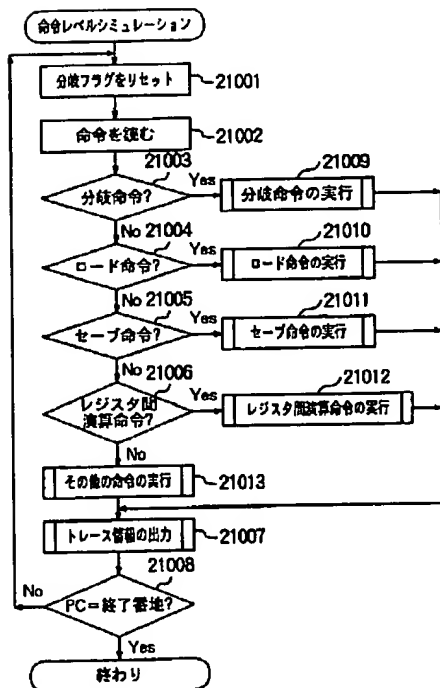 命令レベルシミュレーション
分岐フラグをリセット
21001
命令を読む
21002
21003
分岐命令?
Yes
21009
分岐命令の実行
No
21004
ロード命令?
Yes
21010
ロード命令の実行
No
21005
セーブ命令?
Yes
21011
セーブ命令の実行
No
21006
レジスタ間
演算命令?
Yes
21012
レジスタ間演算命令の実行
No
その他の命令の実行
21013
トレース情報の出力
21007
21008
No
PC=終了番地?
Yes
終わり